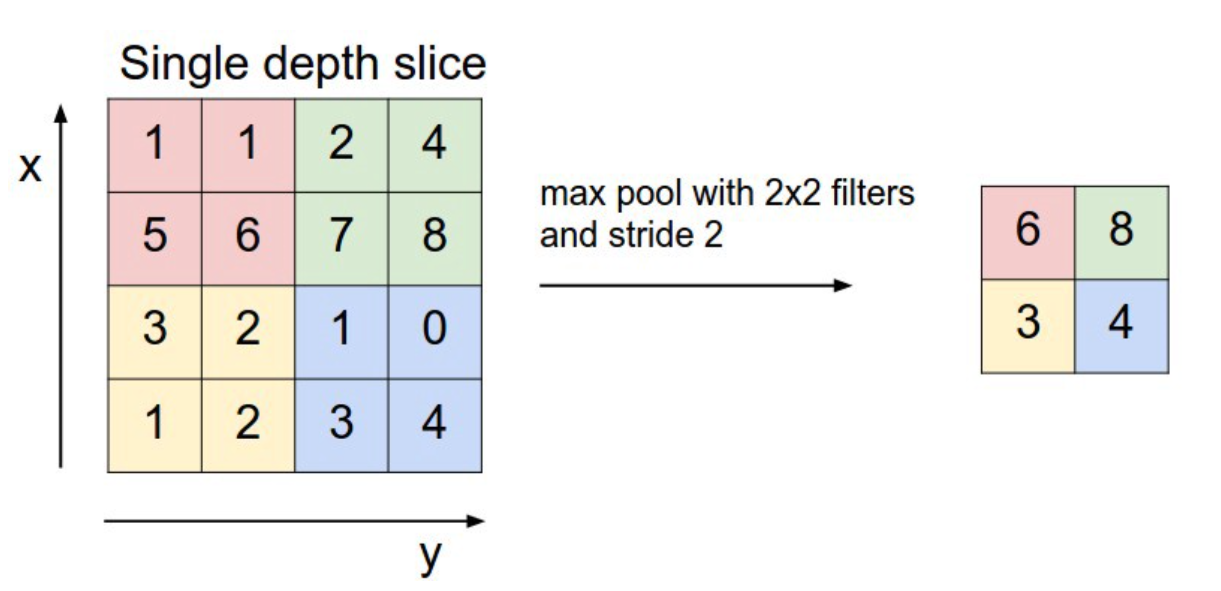 Single depth slice
x
1 1 2 4
5 6 7 8
3 2 1 0
1 2 3 4
y
max pool with 2x2 filters
and stride 2
6 8
3 4